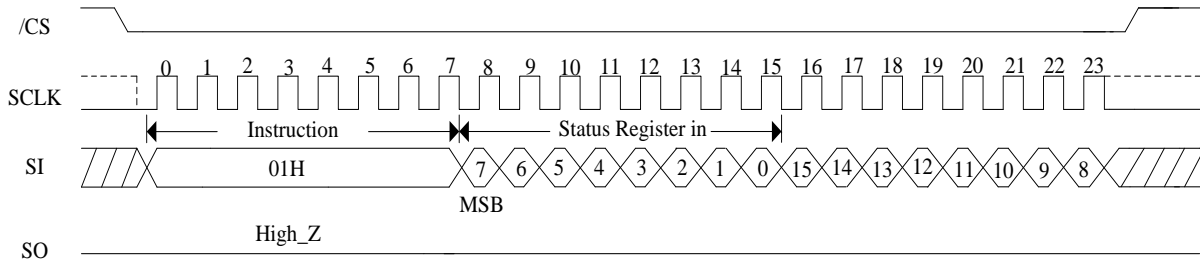 /CS
0 1 2 3 4 5 6 7 8 9 10 11 12 13 14 15 16 17 18 19 20 21 22 23
SCLK
Instruction Status Register in
SI 01H 7 6 5 4 3 2 1 0 15 14 13 12 11 10 9 8
MSB
High_Z
SO